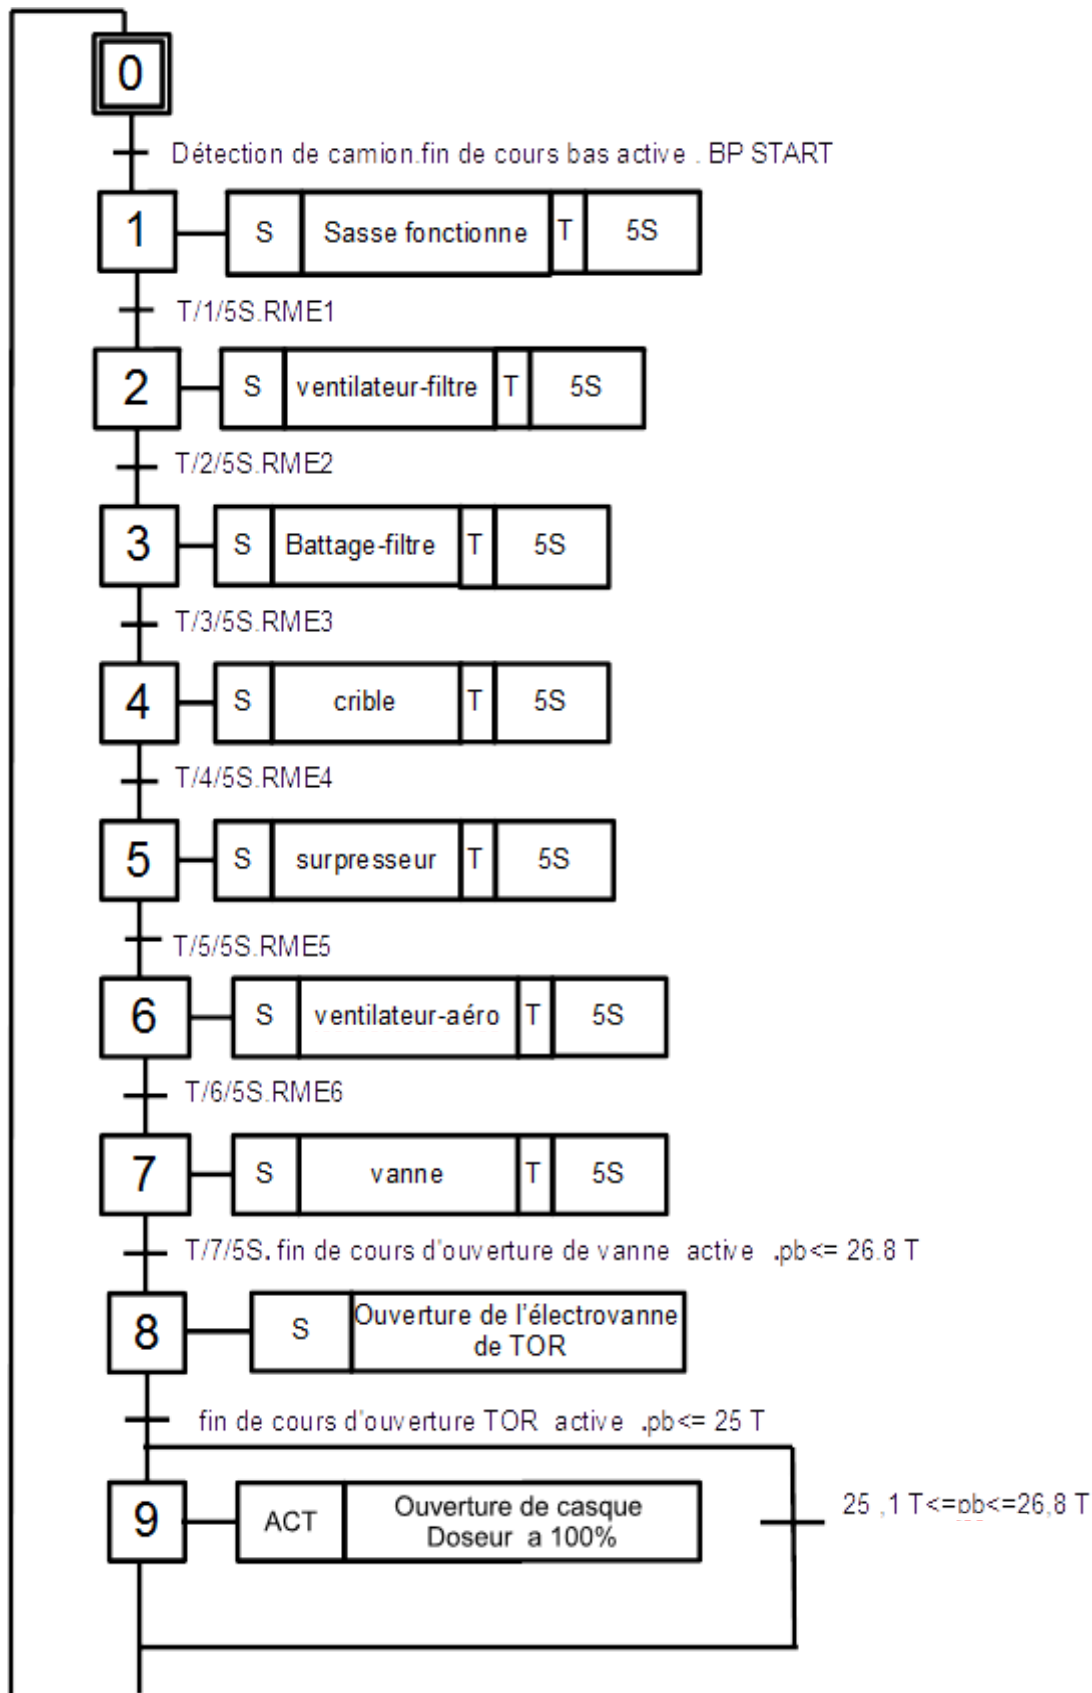 0
Détection de camion.fin de cours bas active . BP START
1 S Sasse fonctionne T 5S
T/1/5S.RME1
2 S ventilateur-filtre T 5S
T/2/5S.RME2
3 S Battage-filtre T 5S
T/3/5S.RME3
4 S crible T 5S
T/4/5S.RME4
5 S surpresseur T 5S
T/5/5S.RME5
6 S ventilateur-aéro T 5S
T/6/5S.RME6
7 S vanne T 5S
T/7/5S. fin de cours d'ouverture de vanne active .pb<= 26.8 T
8 S Ouverture de l'électrovanne
de TOR
fin de cours d'ouverture TOR active .pb<= 25 T
9 ACT Ouverture de casque
Doseur a 100%
25 ,1 T<=pb<=26,8 T